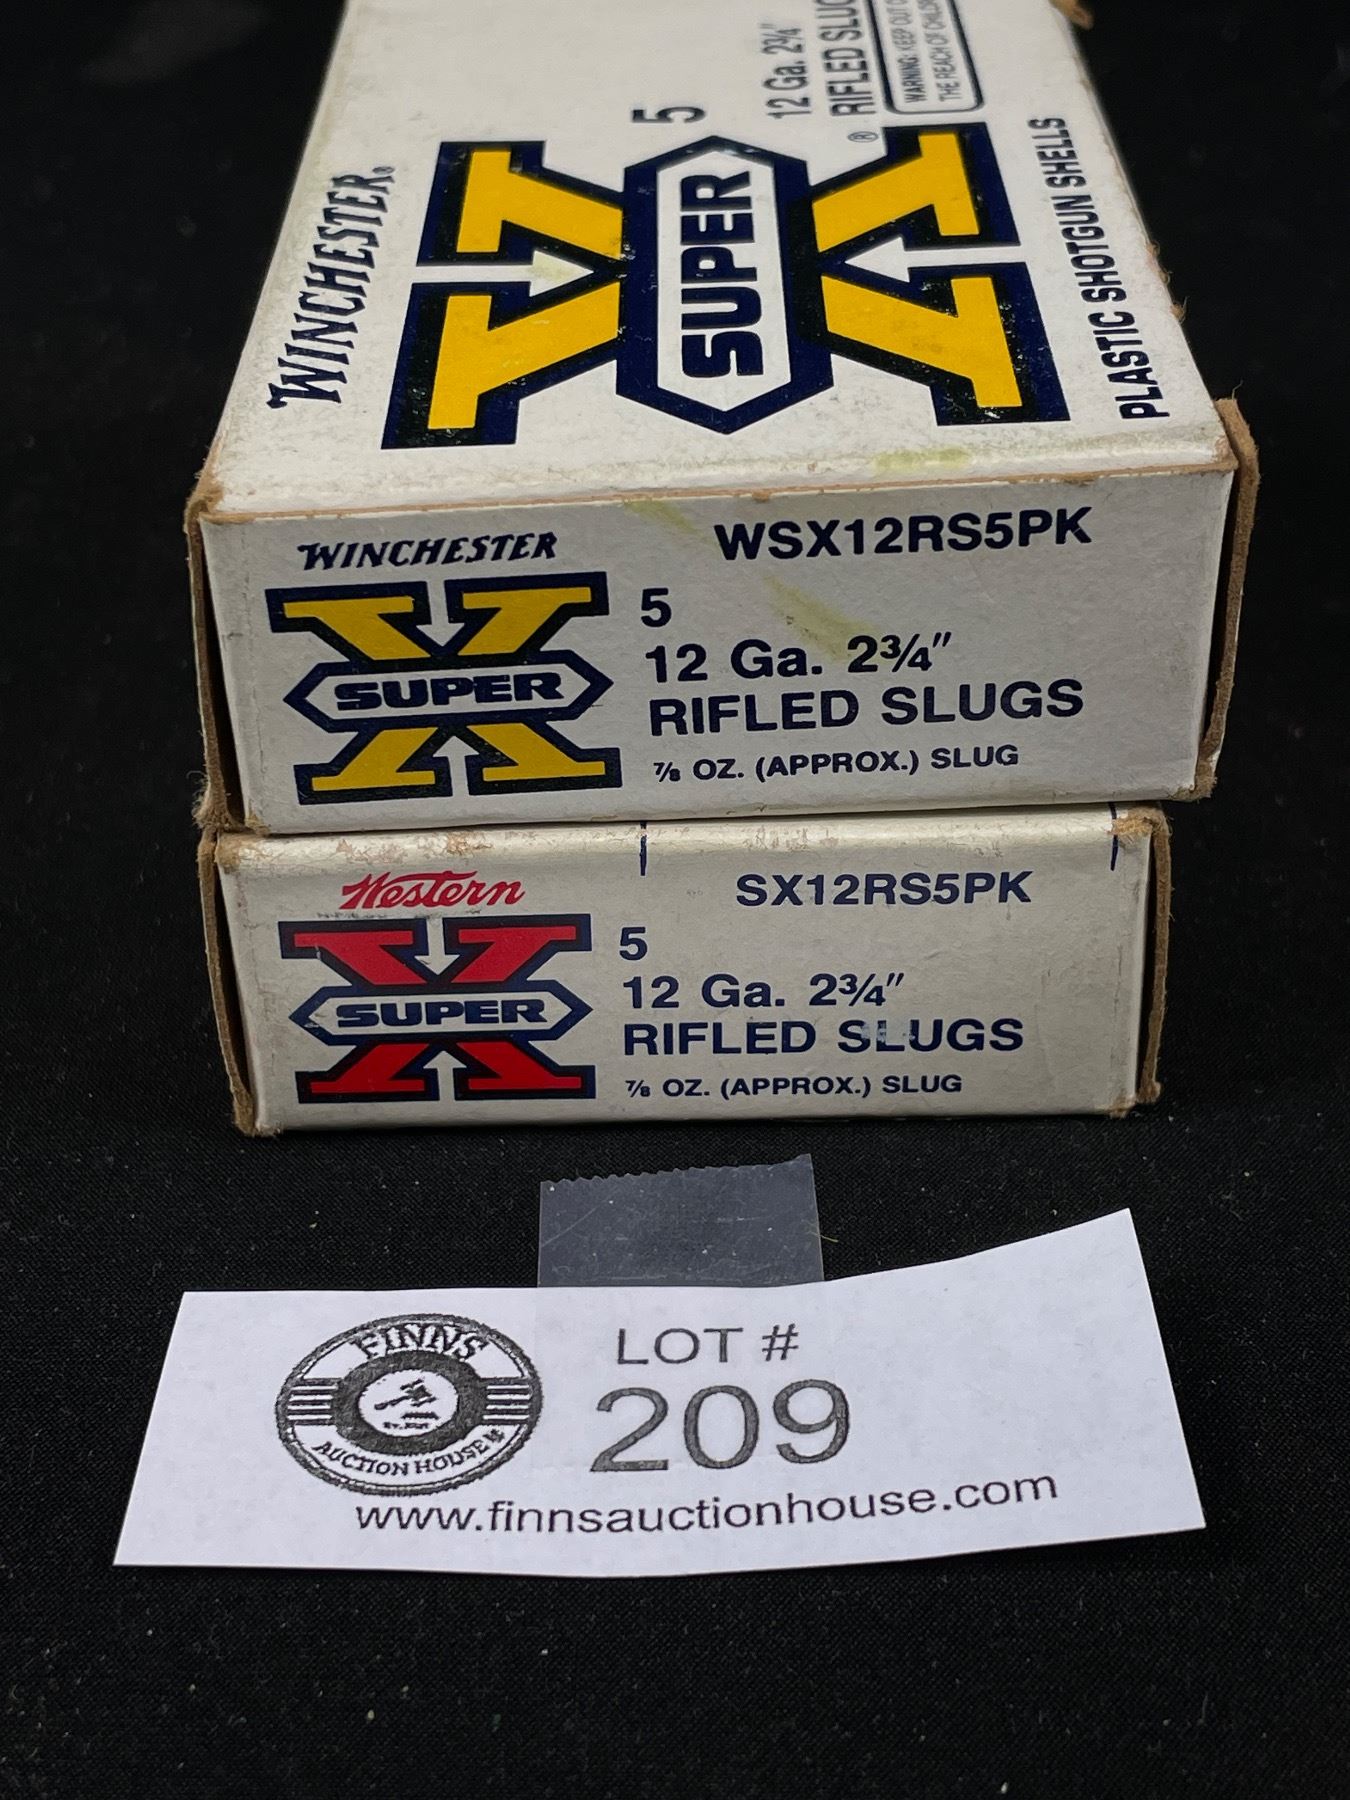 WINCHESTER®
SUPER
X
®
5
12 Ga. 2¾"
RIFLED SLUG
WARNING: KEEP OUT OF
THE REACH OF
PLASTIC SHOTGUN SHELLS
WINCHESTER
SUPER
X
WSX12RS5PK
5
12 Ga. 2¾"
RIFLED SLUGS
⅞ OZ. (APPROX.) SLUG
Western
SUPER
X
SX12RS5PK
5
12 Ga. 2¾"
RIFLED SLUGS
⅞ OZ. (APPROX.) SLUG
FINNS
AUCTION HOUSE
LOT #
209
www.finnsauctionhouse.com